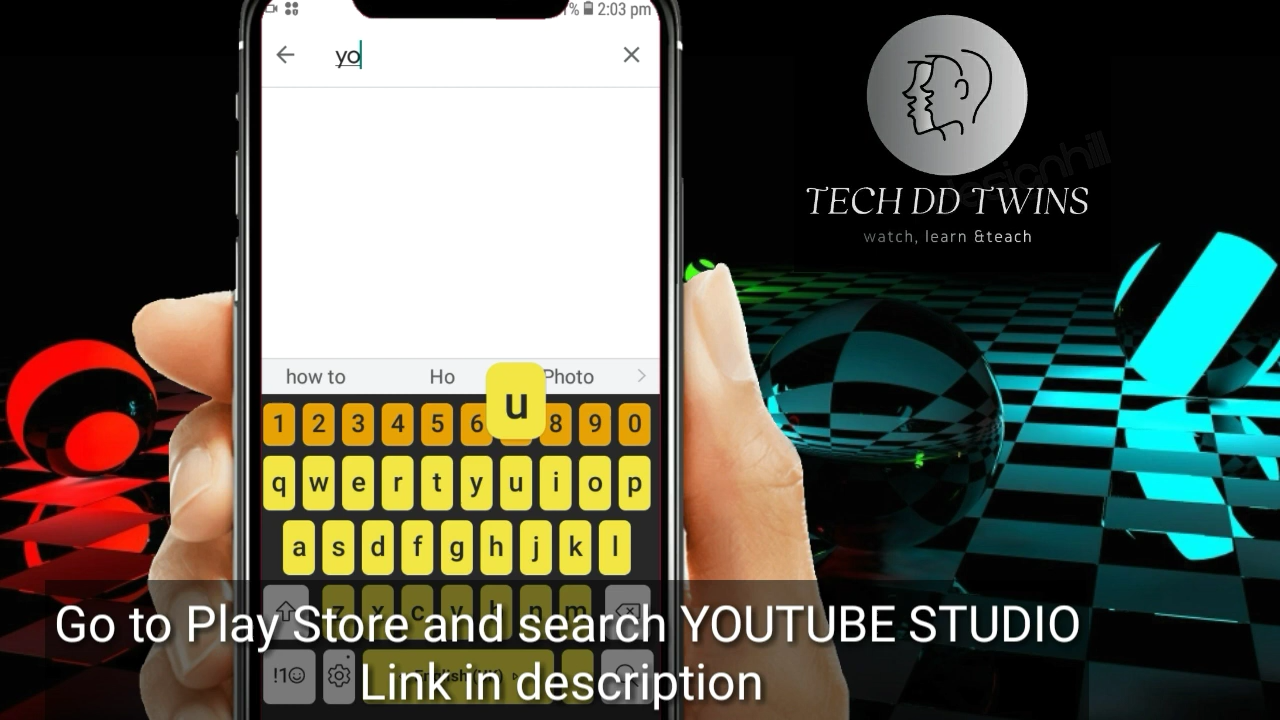 % 2:03 pm
yo
TECH DD TWINS
watch, learn &teach
how to Ho Photo
u
1 2 3 4 5 6 8 9 0
q w e r t y u i o p
a s d f g h j k l
z x c v b n m
Go to Play Store and search YOUTUBE STUDIO
!1☺
Link in description